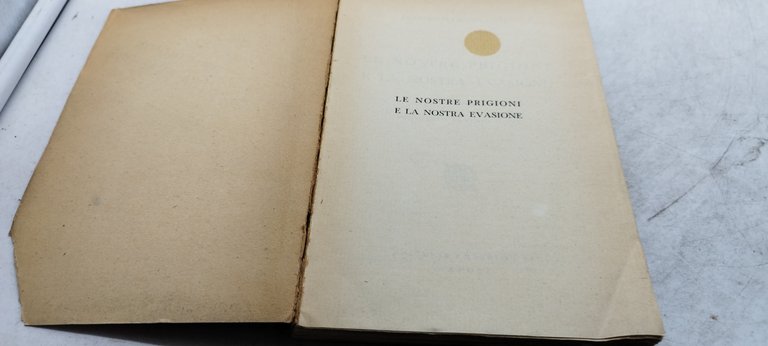 LE NOSTRE PRIGIONI
E LA NOSTRA EVASIONE